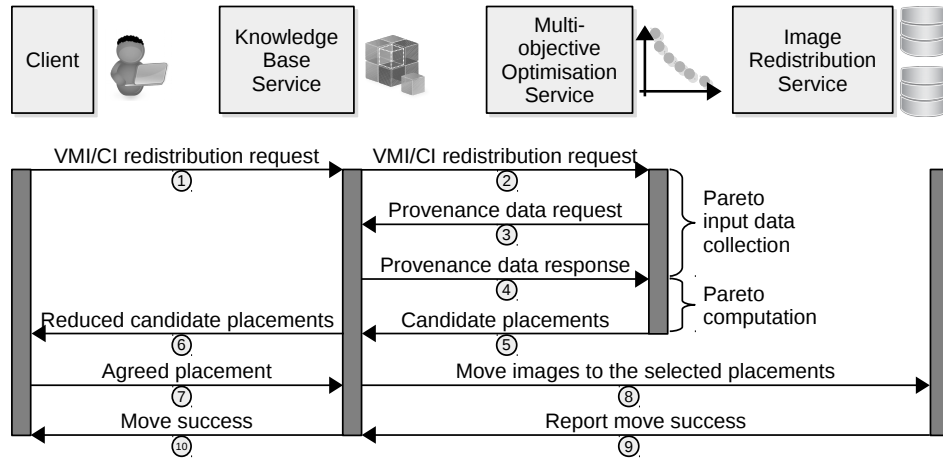 Client
Knowledge
Base
Service
Multi-
objective
Optimisation
Service
Image
Redistribution
Service
VMI/CI redistribution request
1
VMI/CI redistribution request
2
Provenance data request
3
Provenance data response
4
Pareto
input data
collection
Pareto
computation
Reduced candidate placements
6
Candidate placements
5
Agreed placement
7
Move images to the selected placements
8
Move success
10
Report move success
9